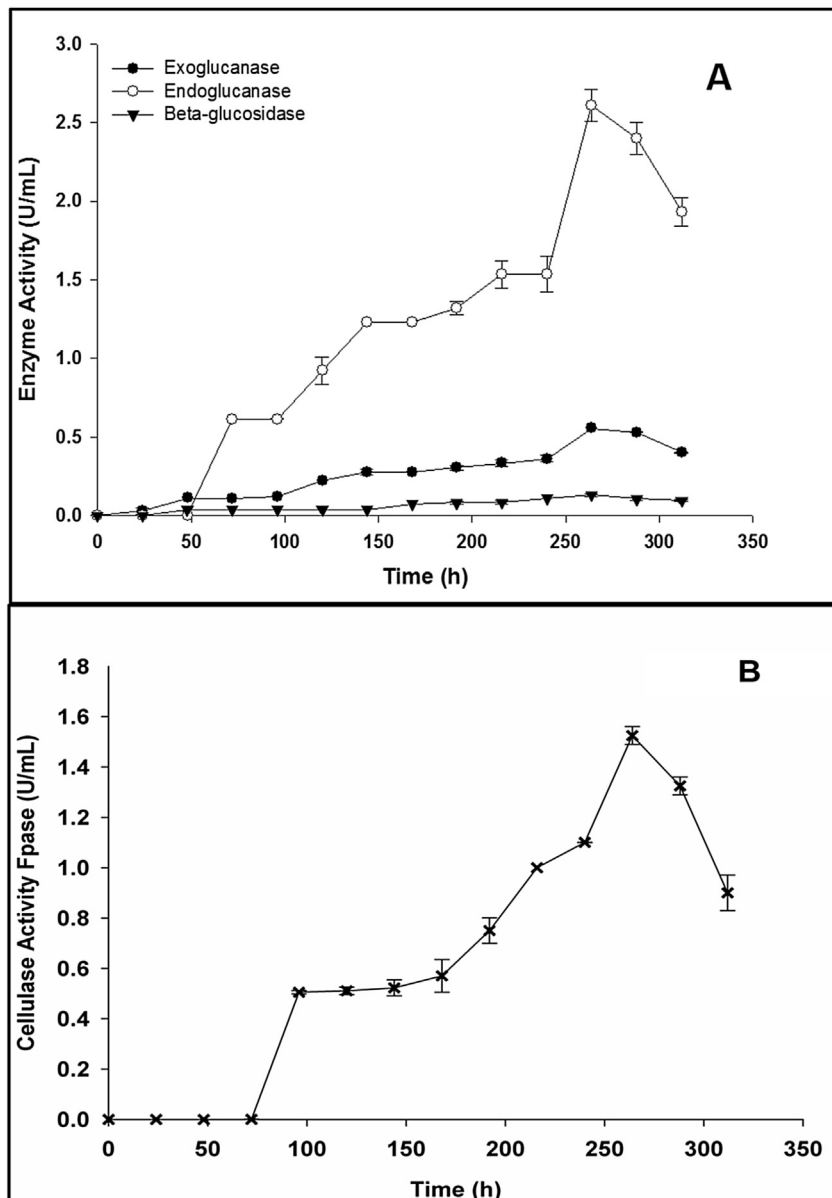 A
Exoglucanase
Endoglucanase
Beta-glucosidase
Enzyme Activity (U/mL)
3.0
2.5
2.0
1.5
1.0
0.5
0.0
0 50 100 150 200 250 300 350
Time (h)
B
Cellulase Activity Fpase (U/mL)
1.8
1.6
1.4
1.2
1.0
0.8
0.6
0.4
0.2
0.0
0 50 100 150 200 250 300 350
Time (h)